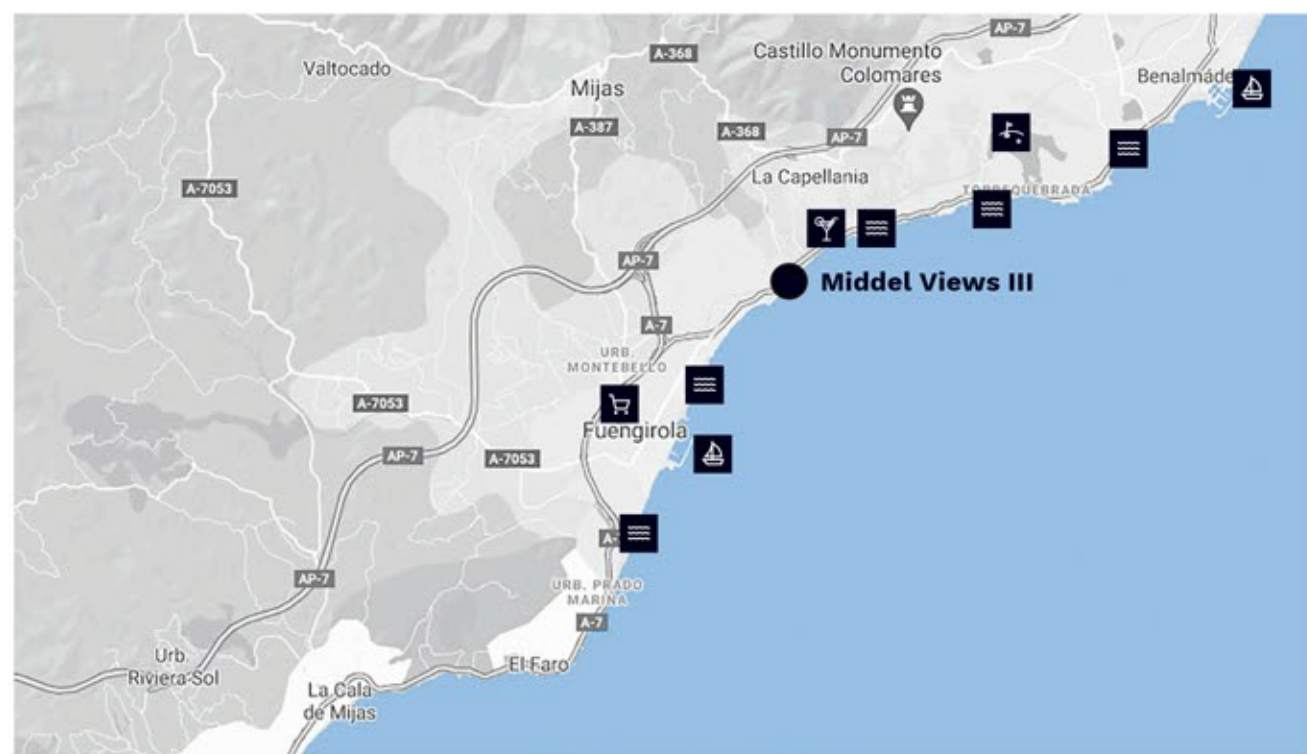 AP-7
A-368
Castillo Monumento
Colomares
Valtocado
Mijas
Benalmáde
A-387
A-368
AP-7
La Capellania
A-7053
TORREQUEBRADA
AP-7
Middel Views III
A-7
URB.
MONTEBELLO
A-7053
Fuengirola
AP-7
A-7053
AP-7
URB. PRADO
MARINA
A-7
Urb.
Riviera Sol
El Faro
La Cala
de Mijas